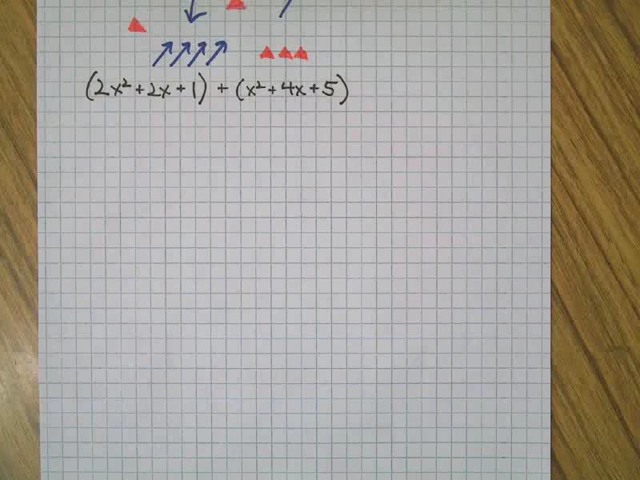 (2x² + 2x + 1) + (x² + 4x + 5)